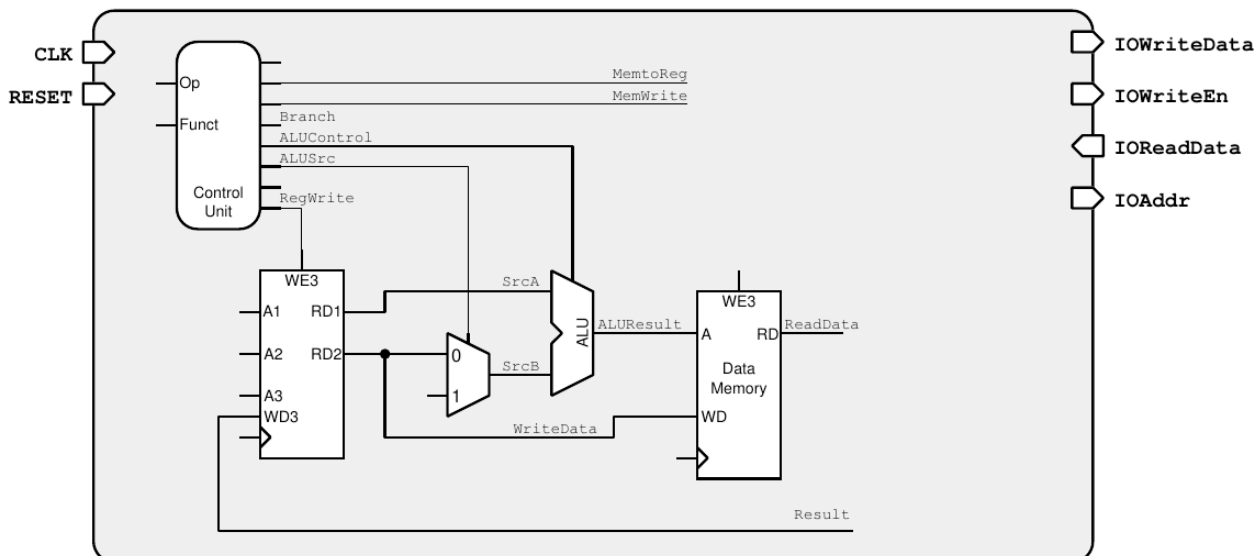 CLK
RESET
Op
Funct
Control
Unit
MemtoReg
MemWrite
Branch
ALUControl
ALUSrc
RegWrite
IOWriteData
IOWriteEn
IOReadData
IOAddr
WE3
A1
RD1
A2
RD2
A3
WD3
0
1
SrcA
SrcB
ALU
ALUResult
WriteData
WE3
A
RD
Data
Memory
WD
ReadData
Result